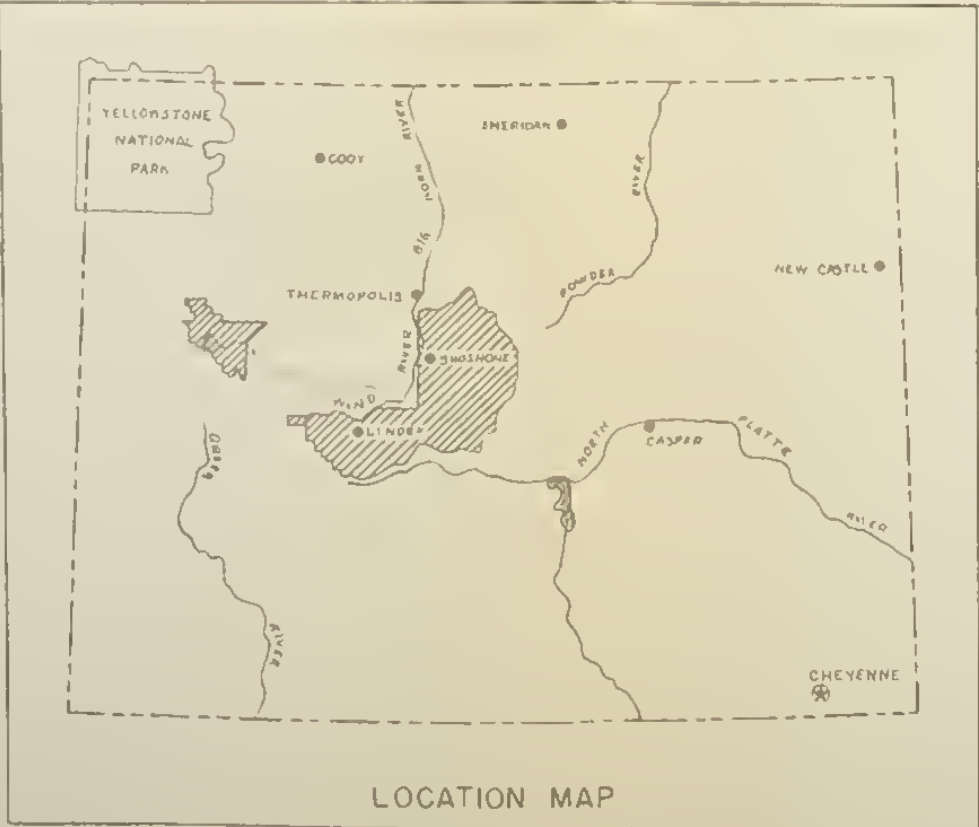 YELLOWSTONE
NATIONAL
PARK
CODY
SHERIDAN
BIG HORN RIVER
POWDER RIVER
NEW CASTLE
THERMOPOLIS
SHOSHONE
WIND RIVER
LANDER
GREEN RIVER
NORTH PLATTE RIVER
CASPER
CHEYENNE
LOCATION MAP